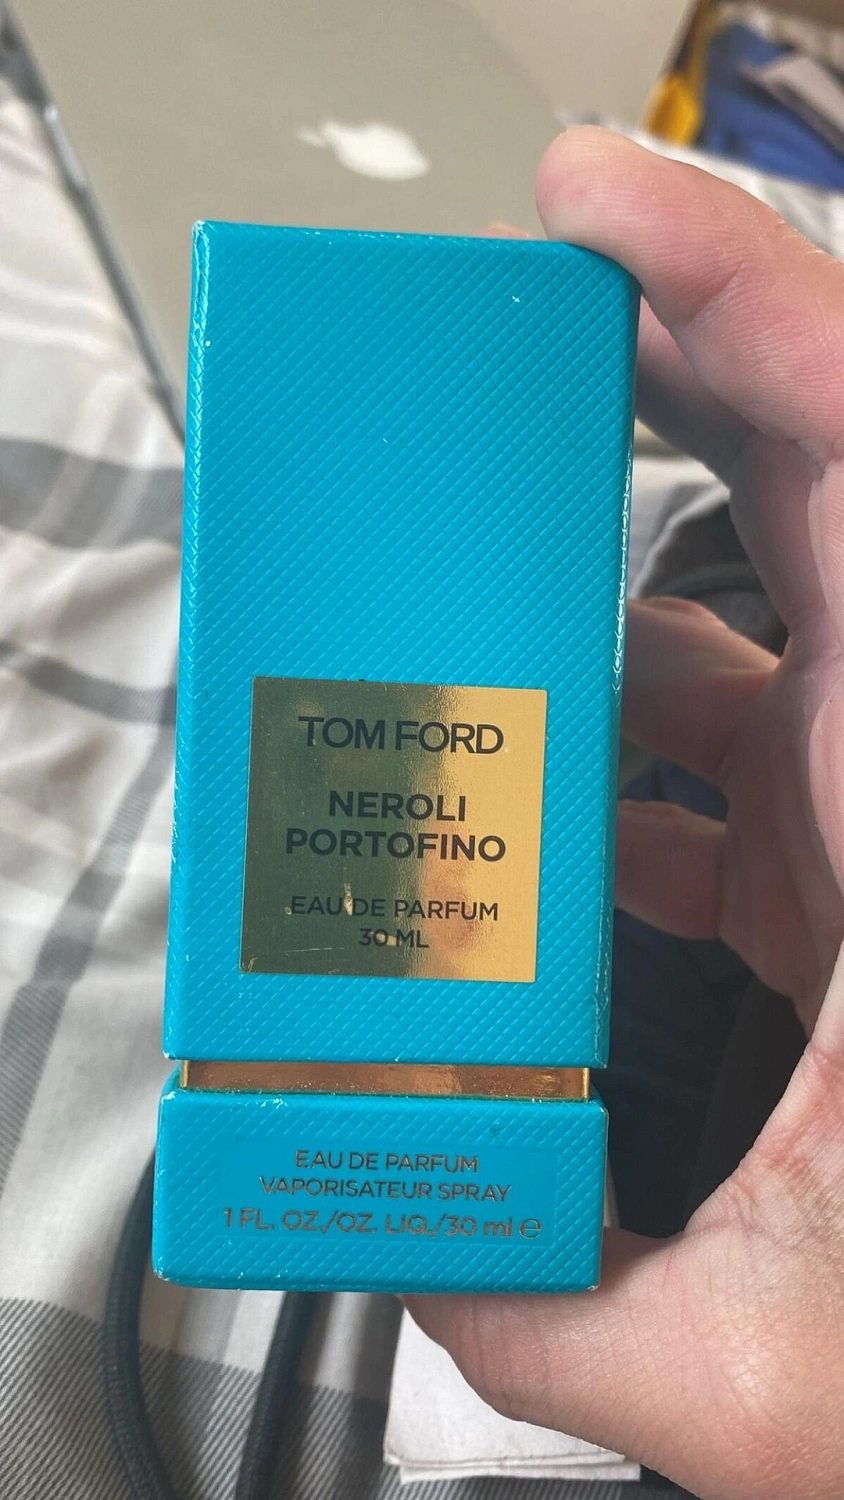 TOM FORD
NEROLI
PORTOFINO
EAU DE PARFUM
30 ML
EAU DE PARFUM
VAPORISATEUR SPRAY
1 FL. OZ./OZ. LIQ./30 ml ℮